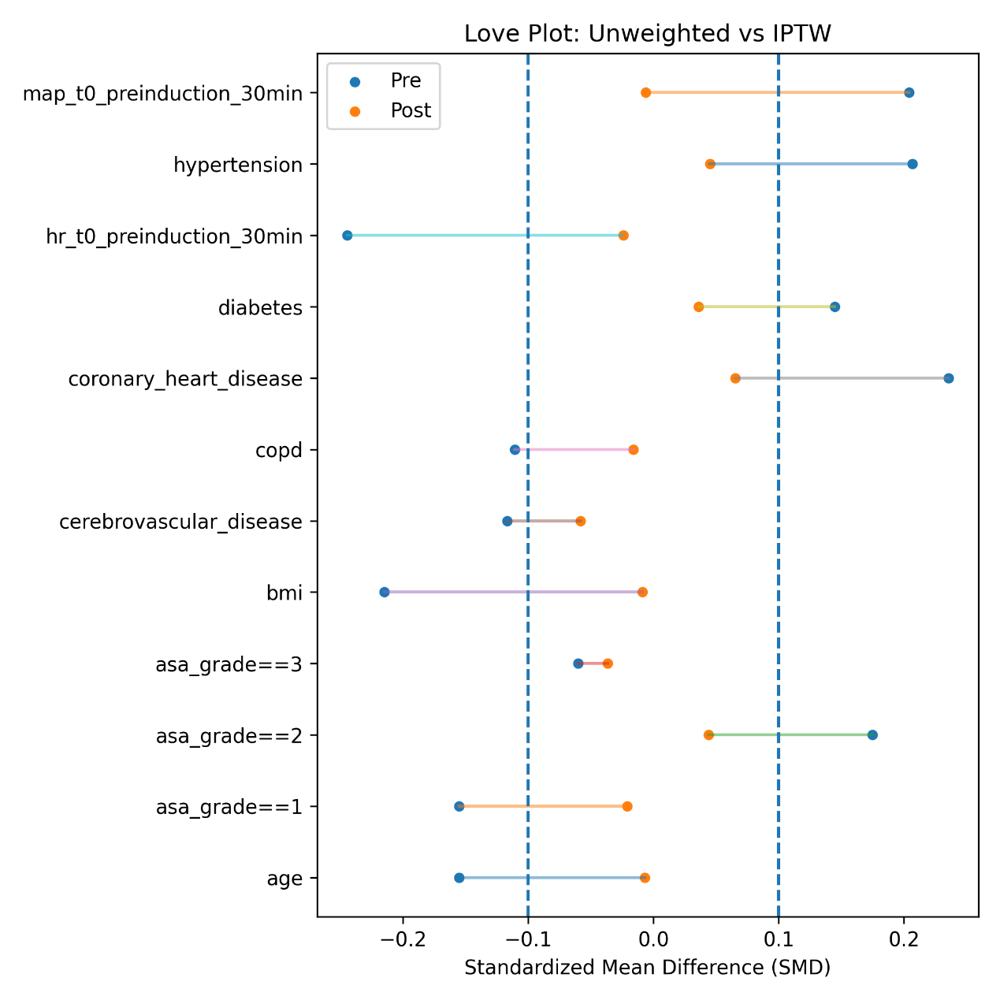 Love Plot: Unweighted vs IPTW
Pre
Post
map_t0_preinduction_30min
hypertension
hr_t0_preinduction_30min
diabetes
coronary_heart_disease
copd
cerebrovascular_disease
bmi
asa_grade==3
asa_grade==2
asa_grade==1
age
−0.2 −0.1 0.0 0.1 0.2
Standardized Mean Difference (SMD)